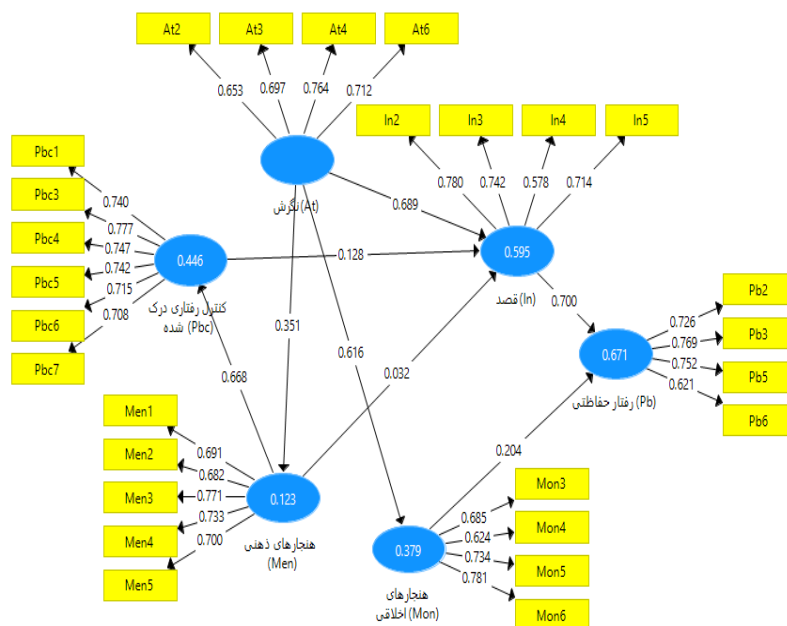 At2
At3
At4
At6
0.653
0.697
0.764
0.712
In2
In3
In4
In5
0.780
0.742
0.578
0.714
Pbc1
Pbc3
Pbc4
Pbc5
Pbc6
Pbc7
0.740
0.777
0.747
0.742
0.715
0.708
نگرش(At)
0.689
0.446
کنترل رفتاری درک
شده (Pbc)
0.128
0.595
قصد(In)
0.351
0.616
0.668
0.032
0.700
0.671
رفتار حفاظتی (Pb)
Pb2
Pb3
Pb5
Pb6
0.726
0.769
0.752
0.621
0.204
Men1
Men2
Men3
Men4
Men5
0.691
0.682
0.771
0.733
0.700
0.123
هنجارهای ذهنی
(Men)
0.379
هنجارهای
اخلاقی (Mon)
0.685
0.624
0.734
0.781
Mon3
Mon4
Mon5
Mon6